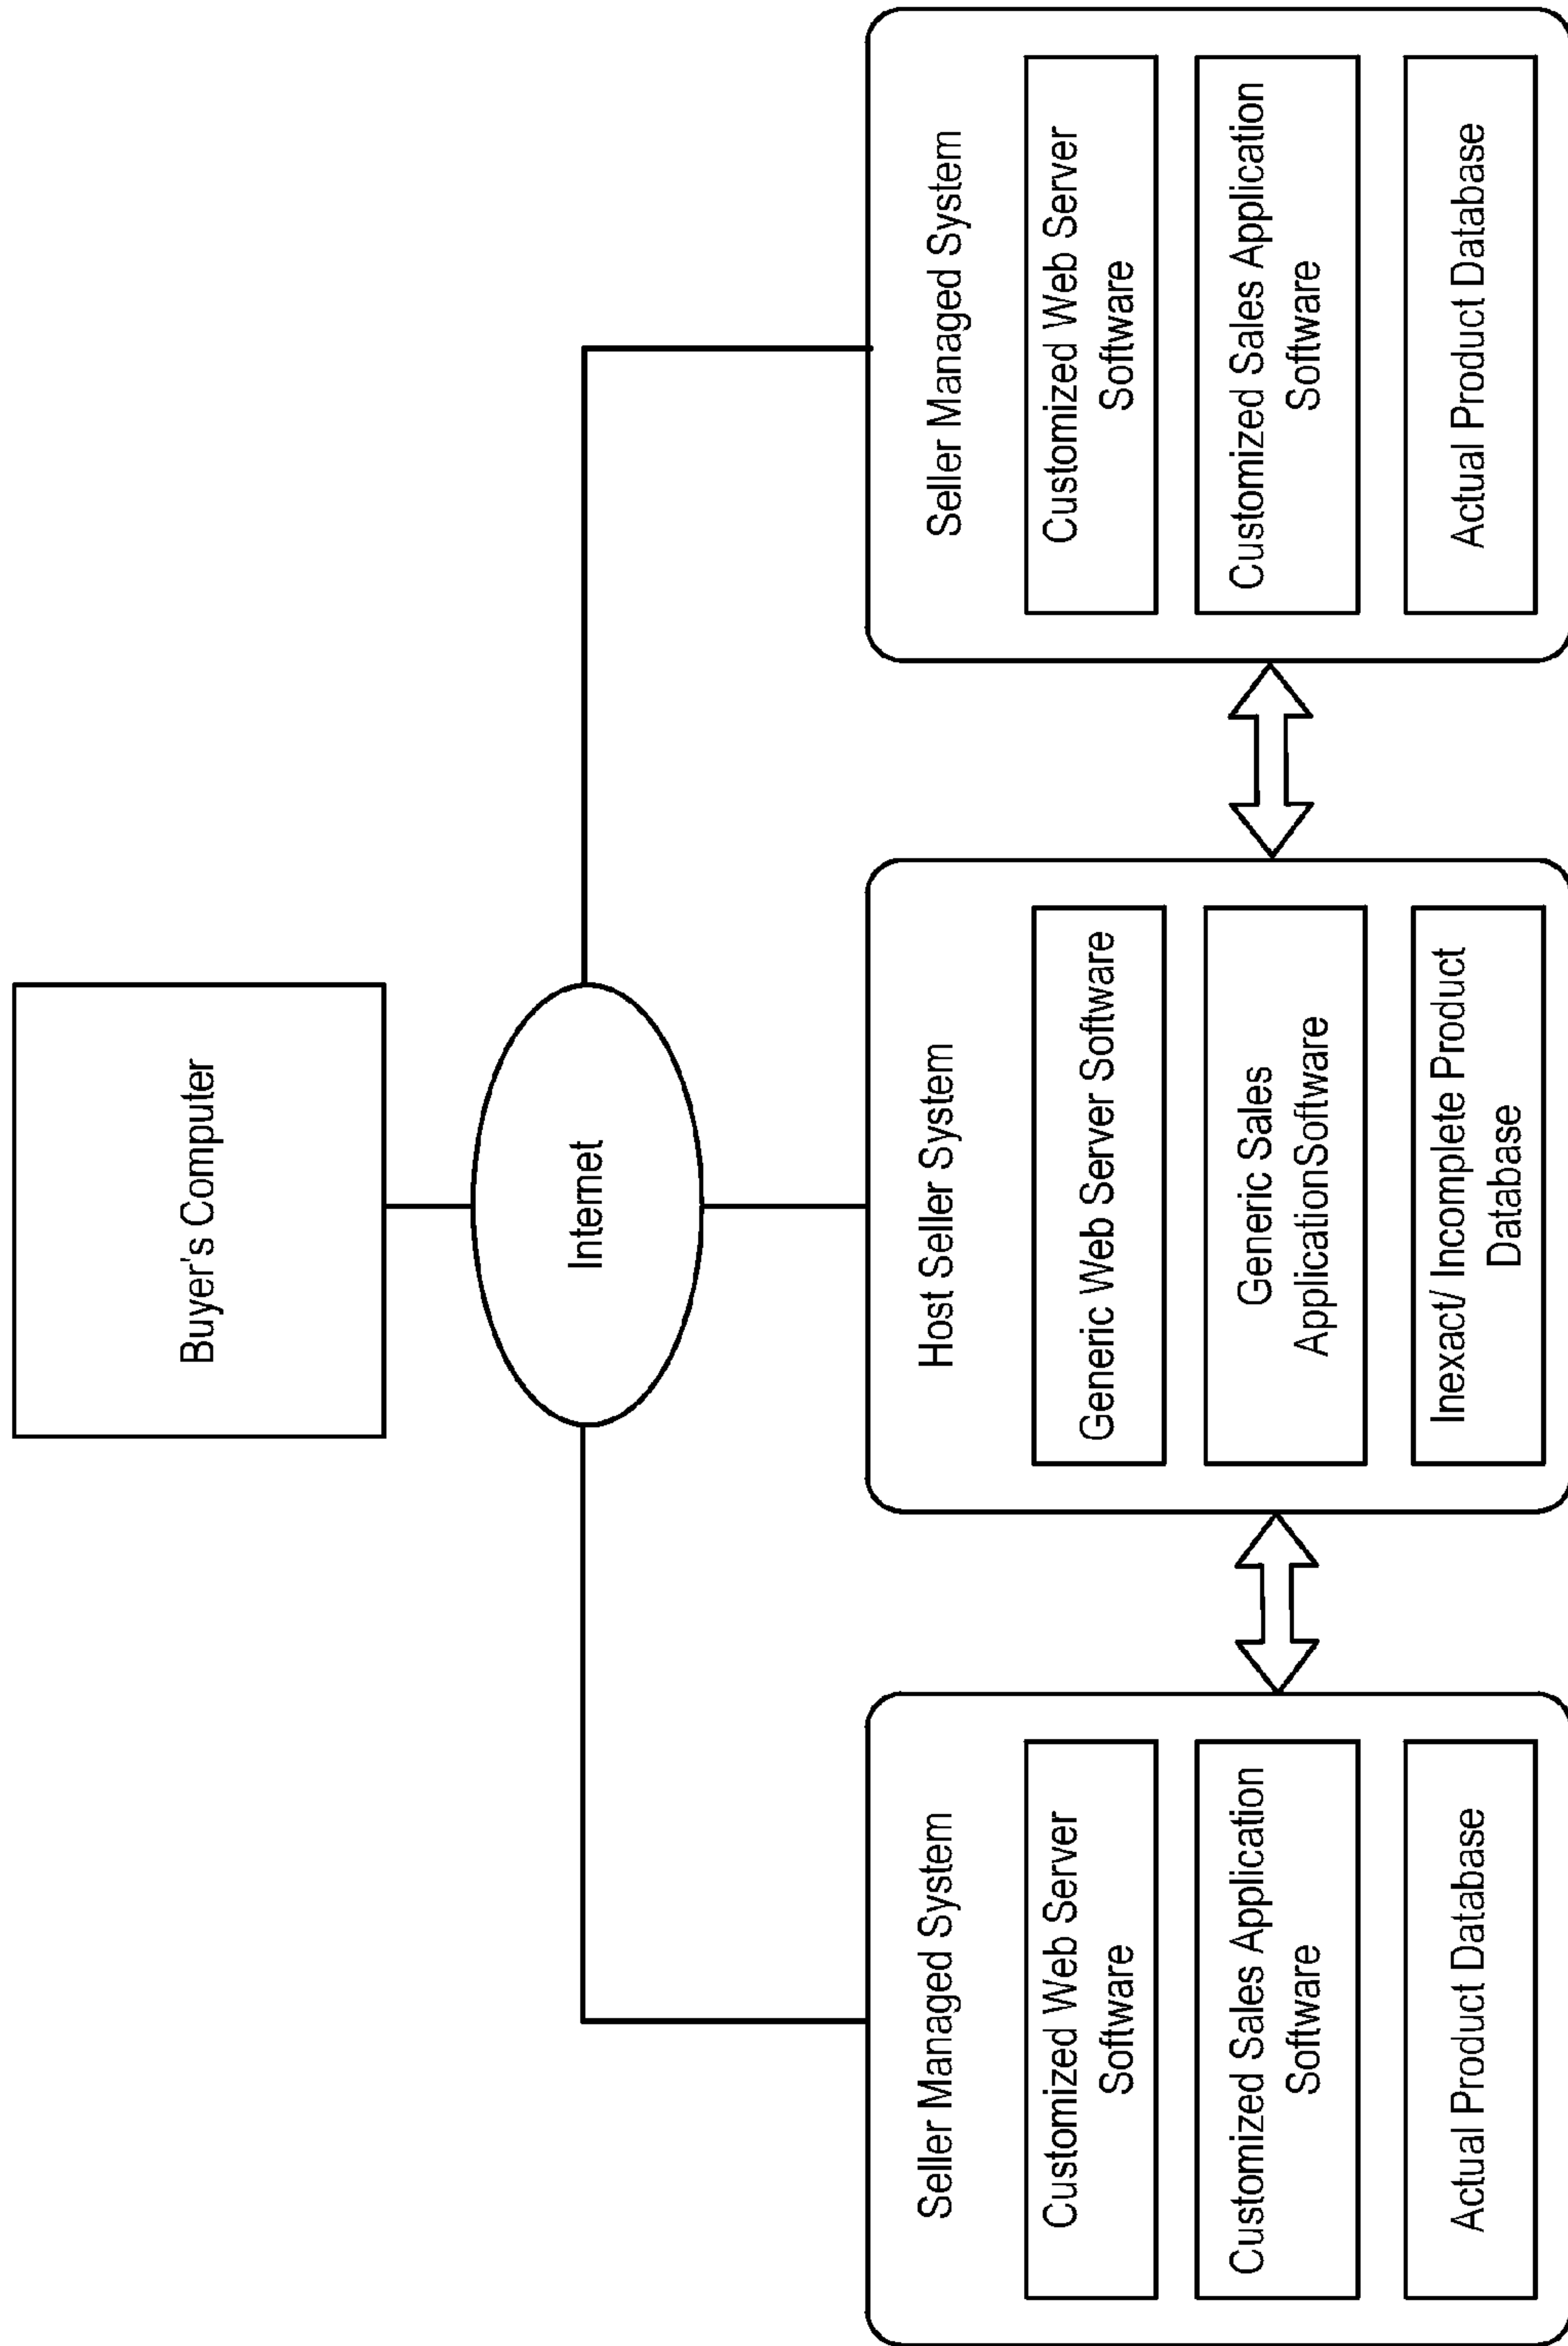 Buyer's Computer
Internet
Seller Managed System
Customized Web Server
Software
Customized Sales Application
Software
Actual Product Database
Host Seller System
Generic Web Server Software
Generic Sales
ApplicationSoftware
Inexact/ Incomplete Product
Database
Seller Managed System
Customized Web Server
Software
Customized Sales Application
Software
Actual Product Database